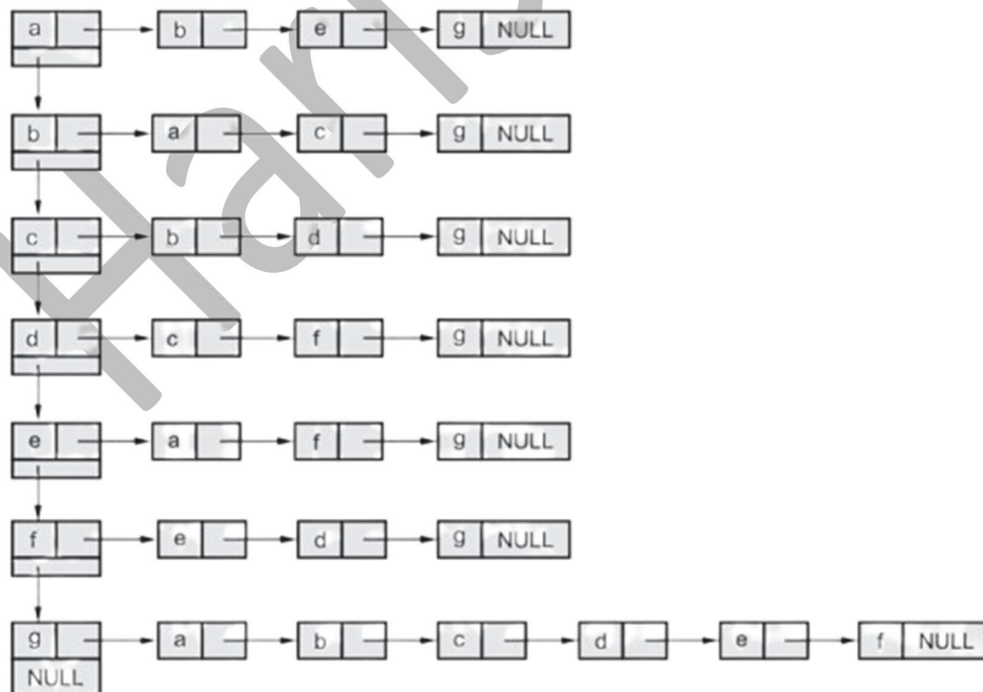 a b e g NULL
b a c g NULL
c b d g NULL
d c f g NULL
e a f g NULL
f e d g NULL
g a b c d e f NULL
NULL